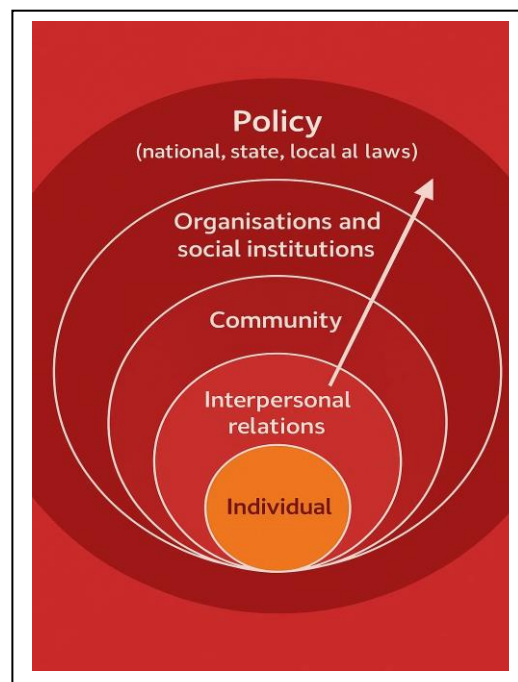 Policy
(national, state, local al laws)
Organisations and
social institutions
Community
Interpersonal
relations
Individual